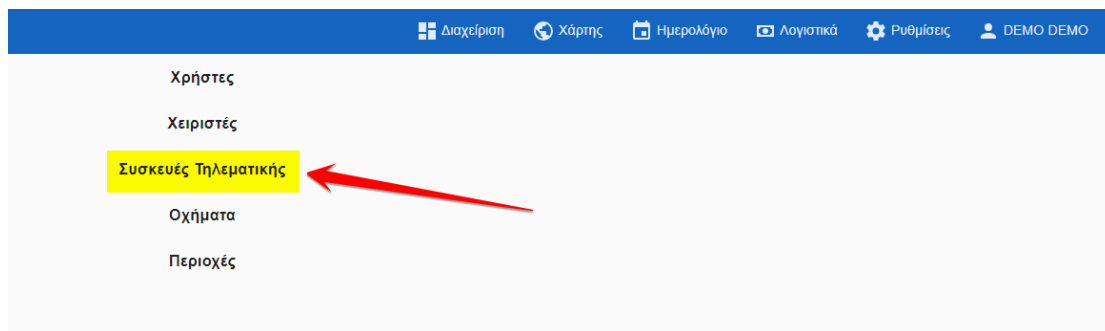 Διαχείριση Χάρτης Ημερολόγιο Λογιστικά Ρυθμίσεις DEMO DEMO
Χρήστες
Χειριστές
Συσκευές Τηλεματικής
Οχήματα
Περιοχές